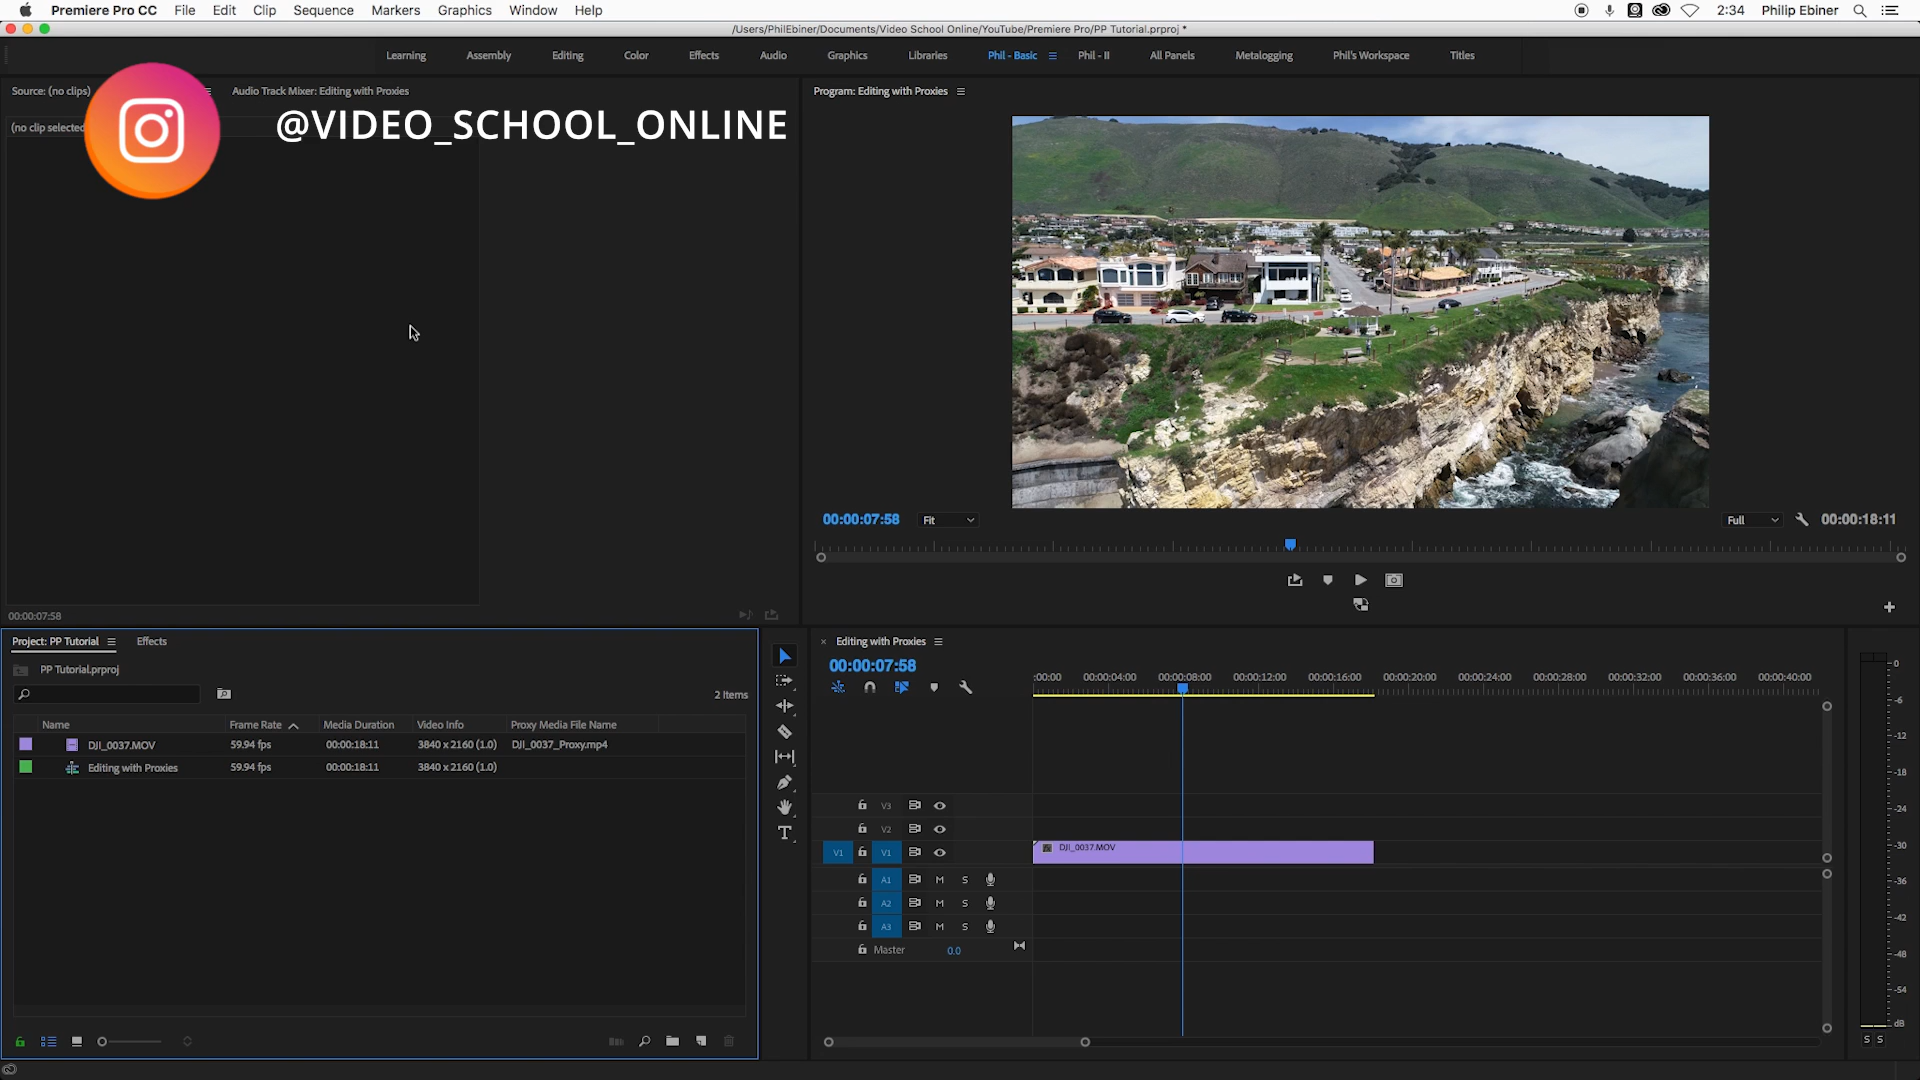 Premiere Pro CC File Edit Clip Sequence Markers Graphics Window Help 2:34 Philip Ebiner
/Users/PhilEbiner/Documents/Video School Online/YouTube/Premiere Pro/PP Tutorial.prproj *
Learning Assembly Editing Color Effects Audio Graphics Libraries Phil - Basic Phil - II All Panels Metalogging Phil's Workspace Titles
Source: (no clips) Audio Track Mixer: Editing with Proxies
(no clip selected
@VIDEO_SCHOOL_ONLINE
00:00:07:58
Program: Editing with Proxies
00:00:07:58 Fit Full 00:00:18:11
Project: PP Tutorial Effects
PP Tutorial.prproj
2 Items
Name Frame Rate Media Duration Video Info Proxy Media File Name
DJI_0037.MOV 59.94 fps 00:00:18:11 3840 x 2160 (1.0) DJI_0037_Proxy.mp4
Editing with Proxies 59.94 fps 00:00:18:11 3840 x 2160 (1.0)
T
× Editing with Proxies
00:00:07:58
:00:00 00:00:04:00 00:00:08:00 00:00:12:00 00:00:16:00 00:00:20:00 00:00:24:00 00:00:28:00 00:00:32:00 00:00:36:00 00:00:40:00
V3
V2
V1 V1 DJI_0037.MOV
A1 M S
A2 M S
A3 M S
Master 0.0
0
-6
-12
-18
-24
-30
-36
-42
-48
-54
dB
S S